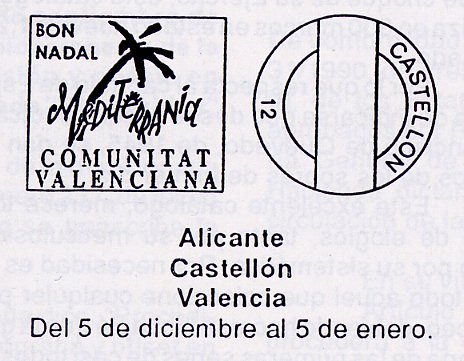 BON
NADAL
MEDITERRANIA
COMUNITAT
VALENCIANA
CASTELLON
12
Alicante
Castellón
Valencia
Del 5 de diciembre al 5 de enero.